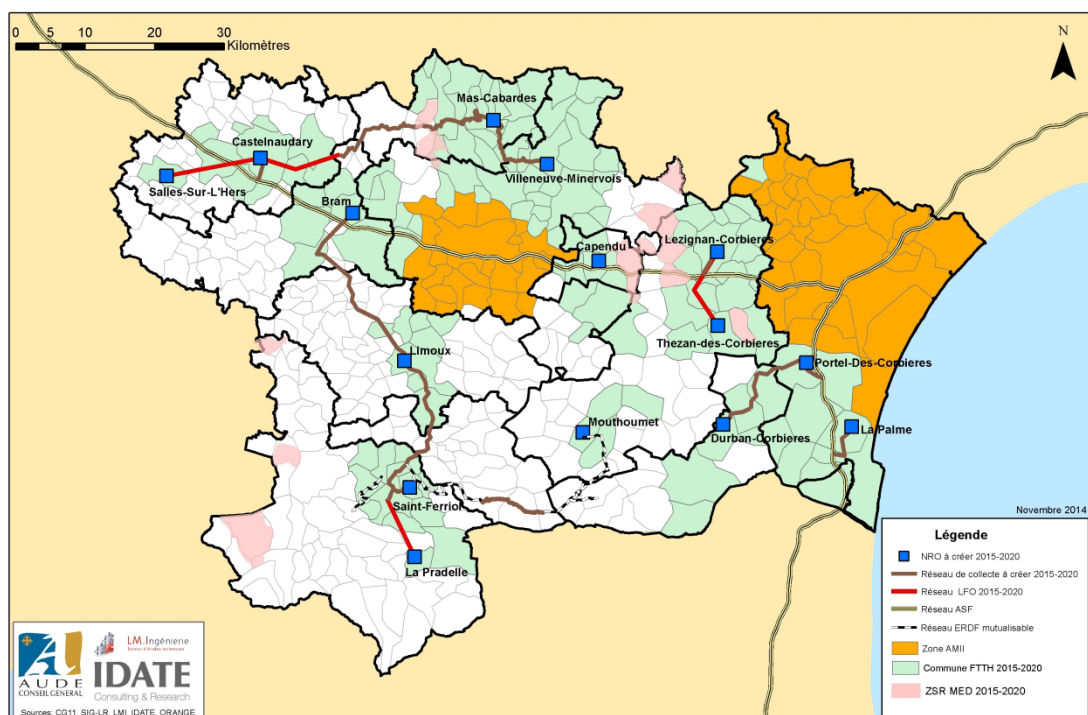 0 10 20 30
Kilomètres
N
Mas-Cabardes
Castelnaudary
Villeneuve-Minervois
Salles-Sur-L'Hers
Bram
Lezignan-Corbieres
Capendu
Thezan-des-Corbieres
Limoux
Portel-Des-Corbieres
Mouthoumet
Durban-Corbieres
La Palme
Saint-Ferriol
La Pradelle
Novembre 2014
Légende
NRO à créer 2015-2020
Réseau de collecte à créer 2015-2020
Réseau LFO 2015-2020
Réseau ASF
Réseau ERDF mutualisable
Zone AMII
Commune FTTH 2015-2020
ZSR MED 2015-2020
AUDE
CONSEIL GENERAL
LM.Ingénierie
Bureau d'études techniques
IDATE
Consulting & Research
Sources: CG11, SIG-LR, LMI, IDATE, ORANGE